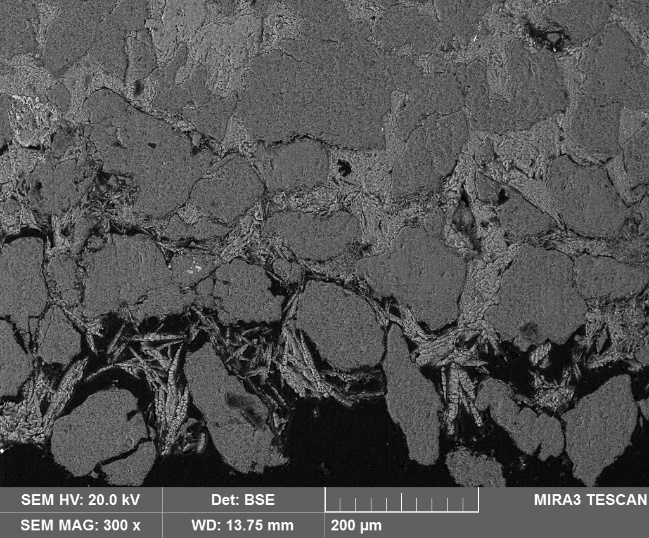 SEM HV: 20.0 kV Det: BSE MIRA3 TESCAN
SEM MAG: 300 x WD: 13.75 mm 200 µm